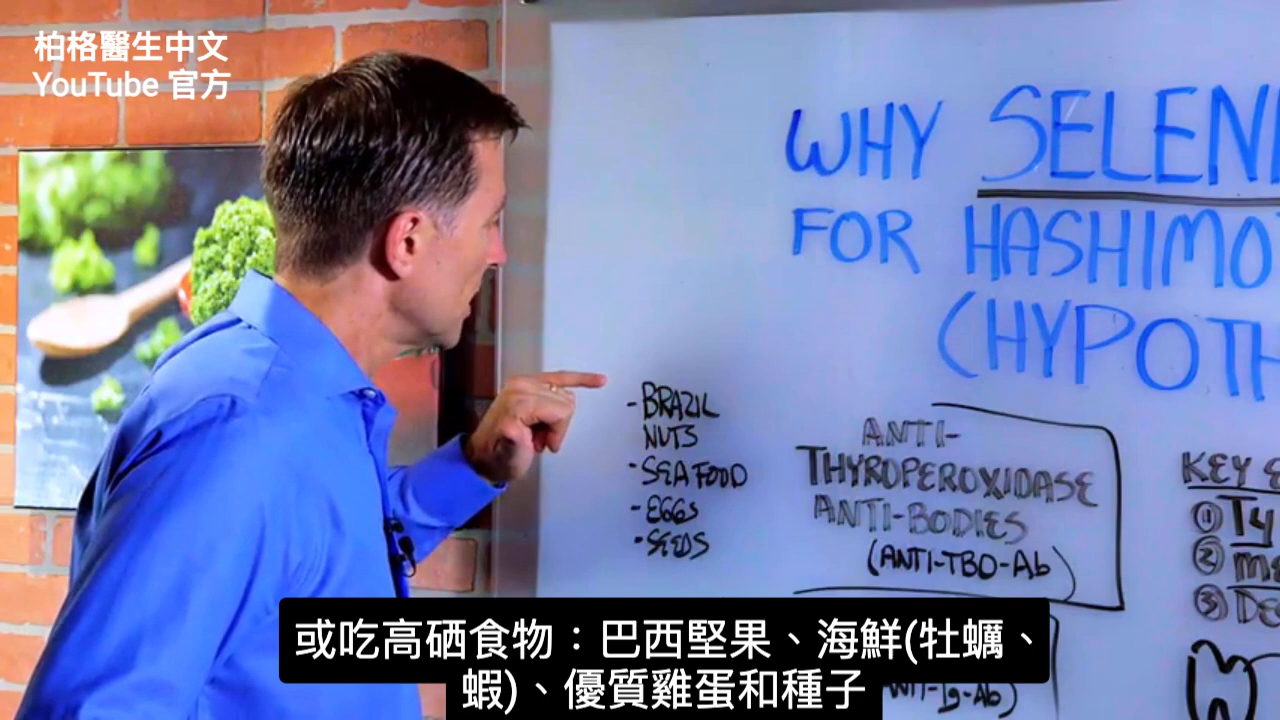 柏格醫生中文
YouTube 官方
WHY SELEN
FOR HASHIMO
(HYPOTH
-BRAZIL
NUTS
-SEAFOOD
-EGGS
-SEEDS
ANTI-
THYROPEROXIDASE
ANTI-BODIES
(ANTI-TBO-Ab)
KEY
① Ty
②
③ De
或吃高硒食物：巴西堅果、海鮮(牡蠣、
蝦)、優質雞蛋和種子